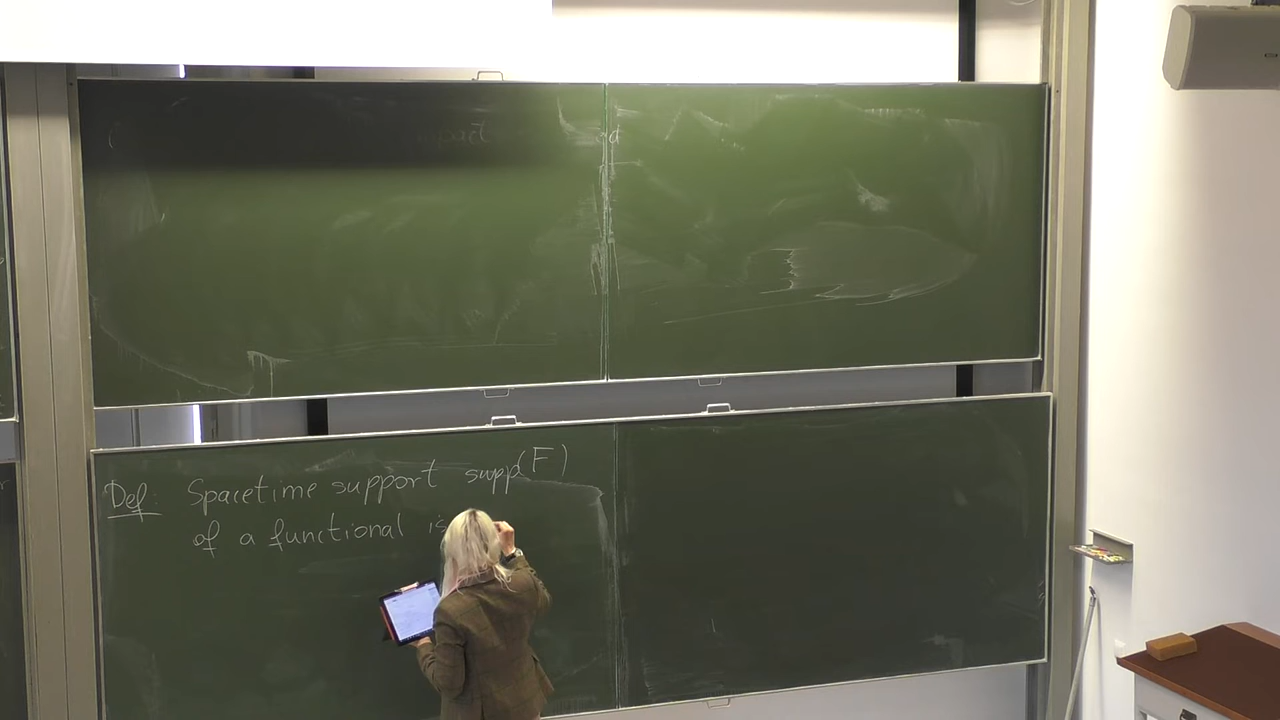 Def: Spacetime support supp(F)
of a functional is